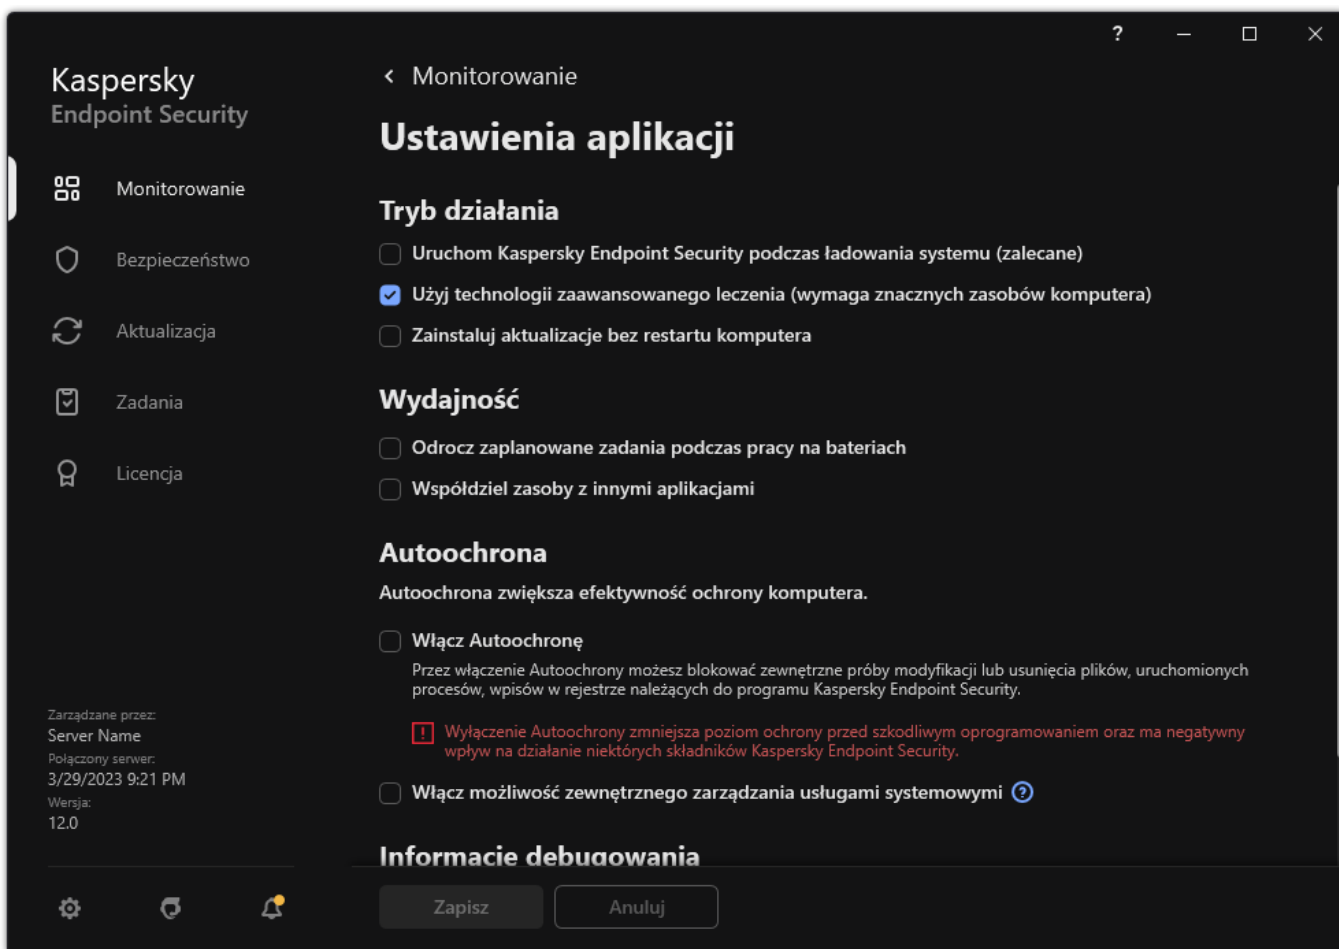 ?
Kaspersky
Endpoint Security
Monitorowanie
Bezpieczeństwo
Aktualizacja
Zadania
Licencja
Zarządzane przez:
Server Name
Połączony serwer:
3/29/2023 9:21 PM
Wersja:
12.0
Monitorowanie
Ustawienia aplikacji
Tryb działania
Uruchom Kaspersky Endpoint Security podczas ładowania systemu (zalecane)
Użyj technologii zaawansowanego leczenia (wymaga znacznych zasobów komputera)
Zainstaluj aktualizacje bez restartu komputera
Wydajność
Odrocz zaplanowane zadania podczas pracy na bateriach
Współdziel zasoby z innymi aplikacjami
Autoochrona
Autoochrona zwiększa efektywność ochrony komputera.
Włącz Autoochronę
Przez włączenie Autoochrony możesz blokować zewnętrzne próby modyfikacji lub usunięcia plików, uruchomionych
procesów, wpisów w rejestrze należących do programu Kaspersky Endpoint Security.
Wyłączenie Autoochrony zmniejsza poziom ochrony przed szkodliwym oprogramowaniem oraz ma negatywny
wpływ na działanie niektórych składników Kaspersky Endpoint Security.
Włącz możliwość zewnętrznego zarządzania usługami systemowymi ?
Informacje debugowania
Zapisz
Anuluj